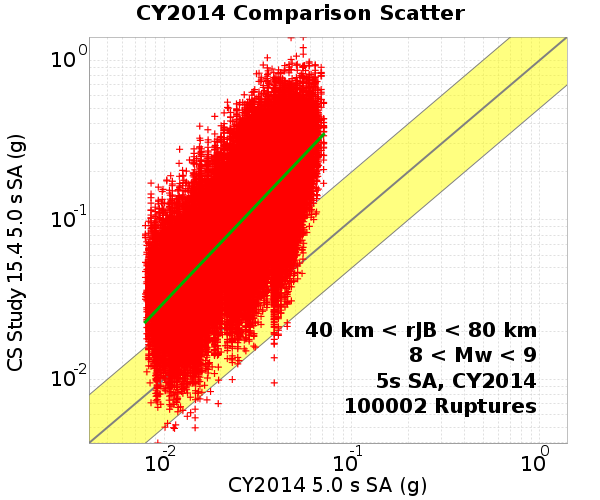 CY2014 Comparison Scatter
CS Study 15.4 5.0 s SA (g)
10^0
10^-1
10^-2
40 km < rJB < 80 km
8 < Mw < 9
5s SA, CY2014
100002 Ruptures
10^-2 10^-1 10^0
CY2014 5.0 s SA (g)